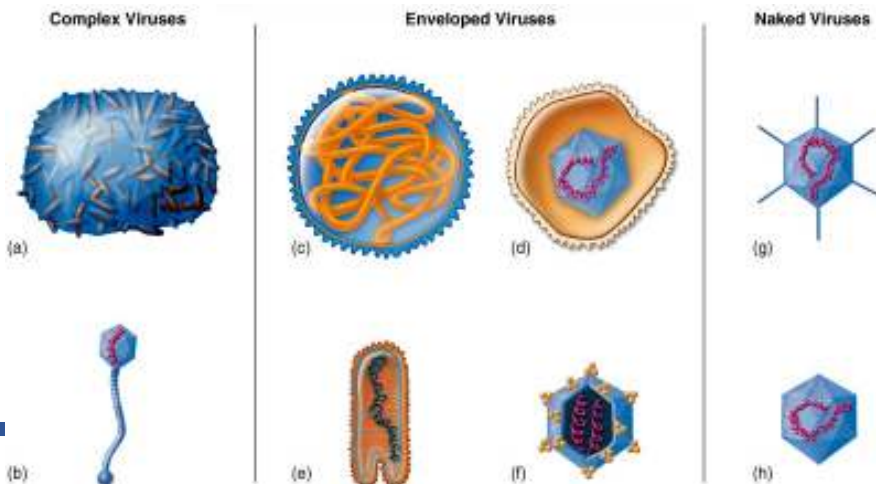 Complex Viruses
Enveloped Viruses
Naked Viruses
(a)
(c)
(d)
(g)
(b)
(e)
(f)
(h)